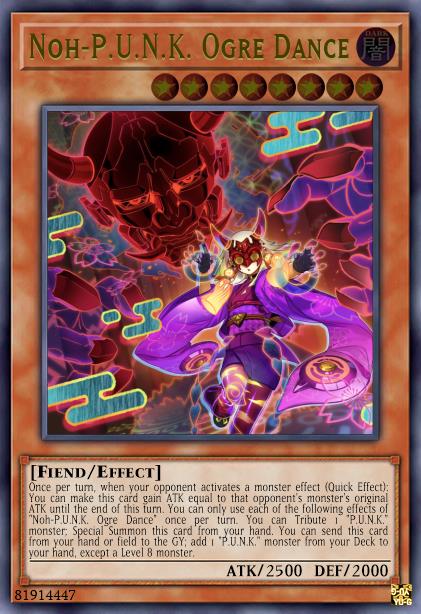 NOH-P.U.N.K. OGRE DANCE
DARK
闇
[FIEND/EFFECT]
Once per turn, when your opponent activates a monster effect (Quick Effect):
You can make this card gain ATK equal to that opponent's monster's original
ATK until the end of this turn. You can only use each of the following effects of
"Noh-P.U.N.K. Ogre Dance" once per turn. You can Tribute 1 "P.U.N.K."
monster; Special Summon this card from your hand. You can send this card
from your hand or field to the GY; add 1 "P.U.N.K." monster from your Deck to
your hand, except a Level 8 monster.
ATK/2500 DEF/2000
81914447